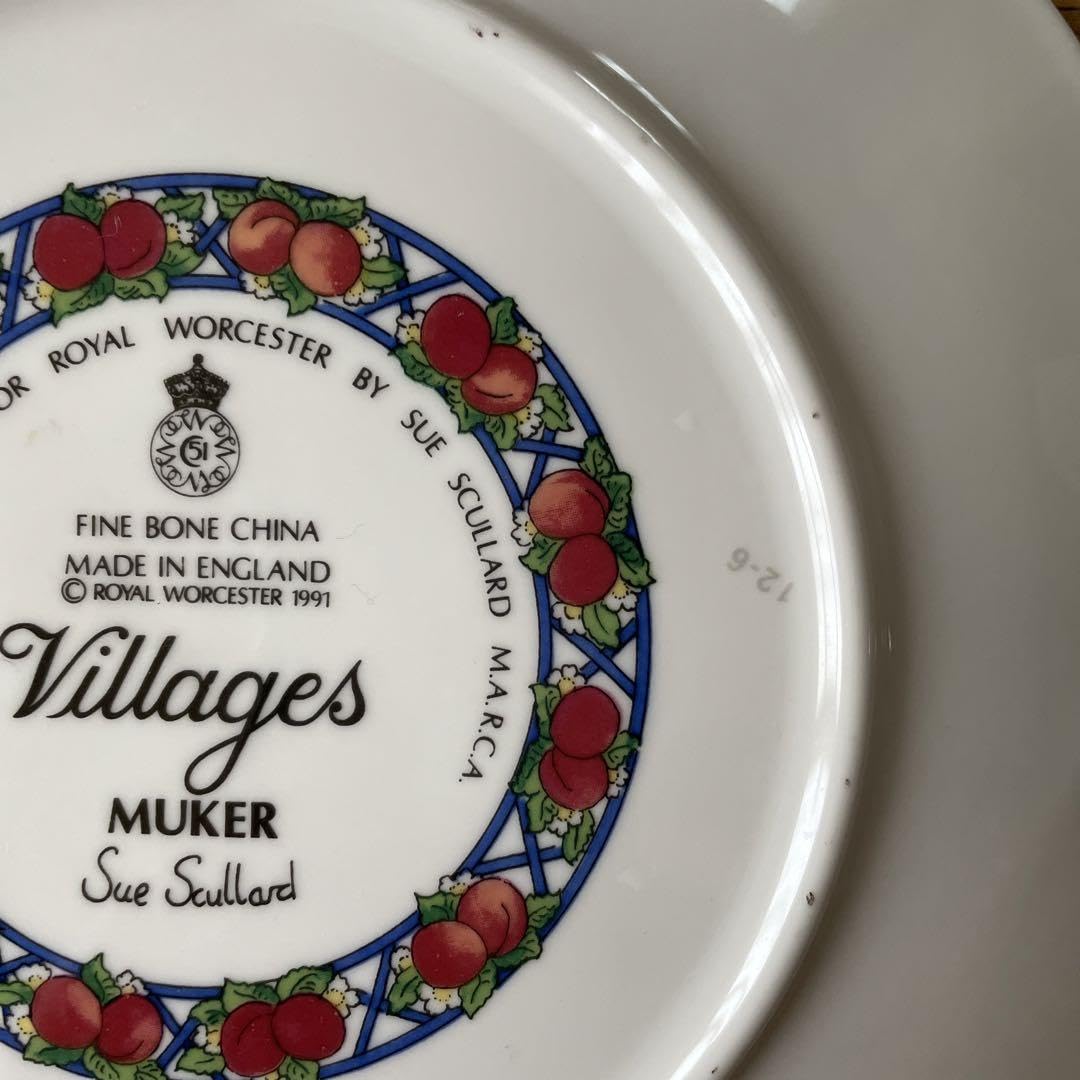 OR ROYAL WORCESTER BY SUE SCULLARD M.A.R.C.A.
51
FINE BONE CHINA
MADE IN ENGLAND
© ROYAL WORCESTER 1991
Villages
MUKER
Sue Scullard
12-6